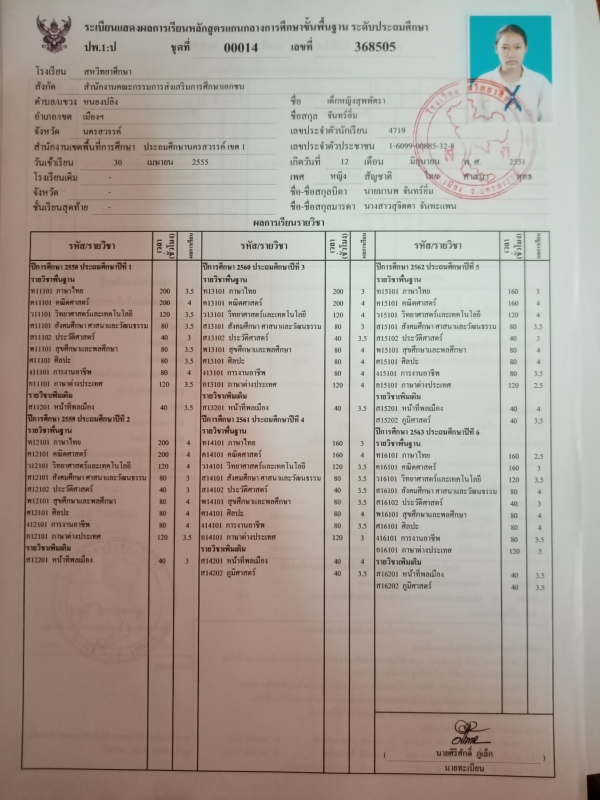 ระเบียนแสดงผลการเรียนหลักสูตรแกนกลางการศึกษาขั้นพื้นฐาน ระดับประถมศึกษา
ปพ.1:ป ชุดที่ 00014 เลขที่ 368505
โรงเรียน สหวิทยาศึกษา
สังกัด สำนักงานคณะกรรมการส่งเสริมการศึกษาเอกชน
ตำบล/แขวง หนองปลิง
อำเภอ/เขต เมืองฯ
จังหวัด นครสวรรค์
สำนักงานเขตพื้นที่การศึกษา ประถมศึกษานครสวรรค์ เขต 1
วันเข้าเรียน 30 เมษายน 2555
โรงเรียนเดิม -
จังหวัด -
ชั้นเรียนสุดท้าย -
ชื่อ เด็กหญิงสุพัตรา
ชื่อสกุล จันทร์อิ่ม
เลขประจำตัวนักเรียน 4719
เลขประจำตัวประชาชน 1-6099-00885-32-
เกิดวันที่ 12 เดือน มิถุนายน พ.ศ. 2551
เพศ หญิง สัญชาติ ไทย ศาสนา พุทธ
ชื่อ-ชื่อสกุลบิดา นายมานพ จันทร์อิ่ม
ชื่อ-ชื่อสกุลมารดา นางสาวสุจิตตา จันทะแพน
ผลการเรียนรายวิชา
รหัส/รายวิชา เวลา (ชั่วโมง) ผลการเรียน
ปีการศึกษา 2558 ประถมศึกษาปีที่ 1
รายวิชาพื้นฐาน
ท11101 ภาษาไทย 200 3.5
ค11101 คณิตศาสตร์ 200 4
ว11101 วิทยาศาสตร์และเทคโนโลยี 120 3.5
ส11101 สังคมศึกษา ศาสนาและวัฒนธรรม 80 3.5
ส11102 ประวัติศาสตร์ 40 3
พ11101 สุขศึกษาและพลศึกษา 80 3.5
ศ11101 ศิลปะ 80 3.5
ง11101 การงานอาชีพ 80 4
อ11101 ภาษาต่างประเทศ 120 3.5
รายวิชาเพิ่มเติม
ส11201 หน้าที่พลเมือง 40 3.5
ปีการศึกษา 2559 ประถมศึกษาปีที่ 2
รายวิชาพื้นฐาน
ท12101 ภาษาไทย 200 4
ค12101 คณิตศาสตร์ 200 4
ว12101 วิทยาศาสตร์และเทคโนโลยี 120 4
ส12101 สังคมศึกษา ศาสนาและวัฒนธรรม 80 3
ส12102 ประวัติศาสตร์ 40 3
พ12101 สุขศึกษาและพลศึกษา 80 4
ศ12101 ศิลปะ 80 4
ง12101 การงานอาชีพ 80 4
อ12101 ภาษาต่างประเทศ 120 3.5
รายวิชาเพิ่มเติม
ส12201 หน้าที่พลเมือง 40 3
รหัส/รายวิชา เวลา (ชั่วโมง) ผลการเรียน
ปีการศึกษา 2560 ประถมศึกษาปีที่ 3
รายวิชาพื้นฐาน
ท13101 ภาษาไทย 200 3
ค13101 คณิตศาสตร์ 200 4
ว13101 วิทยาศาสตร์และเทคโนโลยี 120 4
ส13101 สังคมศึกษา ศาสนาและวัฒนธรรม 80 3
ส13102 ประวัติศาสตร์ 40 3.5
พ13101 สุขศึกษาและพลศึกษา 80 4
ศ13101 ศิลปะ 80 4
ง13101 การงานอาชีพ 80 4
อ13101 ภาษาต่างประเทศ 120 4
รายวิชาเพิ่มเติม
ส13201 หน้าที่พลเมือง 40 3.5
ปีการศึกษา 2561 ประถมศึกษาปีที่ 4
รายวิชาพื้นฐาน
ท14101 ภาษาไทย 160 3
ค14101 คณิตศาสตร์ 160 4
ว14101 วิทยาศาสตร์และเทคโนโลยี 120 3.5
ส14101 สังคมศึกษา ศาสนาและวัฒนธรรม 80 3.5
ส14102 ประวัติศาสตร์ 40 3.5
พ14101 สุขศึกษาและพลศึกษา 80 3.5
ศ14101 ศิลปะ 80 4
ง14101 การงานอาชีพ 80 3.5
อ14101 ภาษาต่างประเทศ 120 3
รายวิชาเพิ่มเติม
ส14201 หน้าที่พลเมือง 40 4
ส14202 ภูมิศาสตร์ 40 3.5
รหัส/รายวิชา เวลา (ชั่วโมง) ผลการเรียน
ปีการศึกษา 2562 ประถมศึกษาปีที่ 5
รายวิชาพื้นฐาน
ท15101 ภาษาไทย 160 3
ค15101 คณิตศาสตร์ 160 4
ว15101 วิทยาศาสตร์และเทคโนโลยี 120 4
ส15101 สังคมศึกษา ศาสนาและวัฒนธรรม 80 3.5
ส15102 ประวัติศาสตร์ 40 3
พ15101 สุขศึกษาและพลศึกษา 80 4
ศ15101 ศิลปะ 80 4
ง15101 การงานอาชีพ 80 3.5
อ15101 ภาษาต่างประเทศ 120 2.5
รายวิชาเพิ่มเติม
ส15201 หน้าที่พลเมือง 40 4
ส15202 ภูมิศาสตร์ 40 3.5
ปีการศึกษา 2563 ประถมศึกษาปีที่ 6
รายวิชาพื้นฐาน
ท16101 ภาษาไทย 160 2.5
ค16101 คณิตศาสตร์ 160 3
ว16101 วิทยาศาสตร์และเทคโนโลยี 120 3.5
ส16101 สังคมศึกษา ศาสนาและวัฒนธรรม 80 4
ส16102 ประวัติศาสตร์ 40 3
พ16101 สุขศึกษาและพลศึกษา 80 4
ศ16101 ศิลปะ 80 4
ง16101 การงานอาชีพ 80 3.5
อ16101 ภาษาต่างประเทศ 120 3
รายวิชาเพิ่มเติม
ส16201 หน้าที่พลเมือง 40 3.5
ส16202 ภูมิศาสตร์ 40 3.5
( นายศิริศักดิ์ ภู่เล็ก )
นายทะเบียน